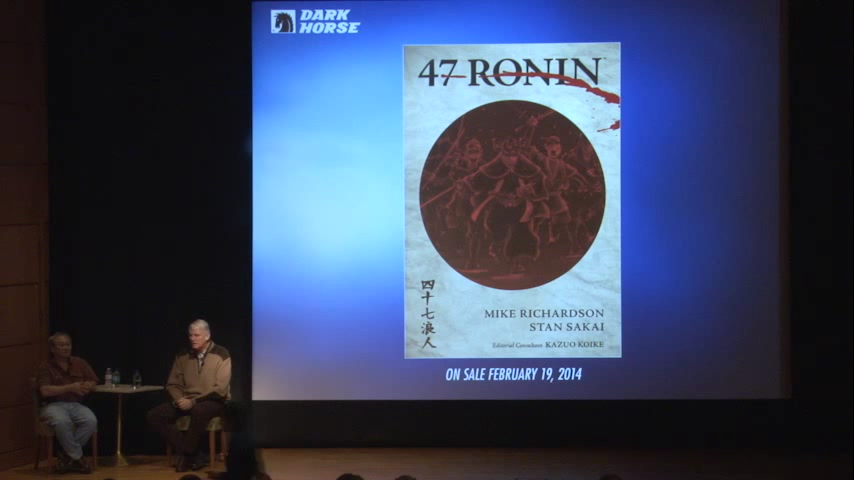 DARK
HORSE
47 RONIN
四十七浪人
MIKE RICHARDSON
STAN SAKAI
Editorial Consultant: KAZUO KOIKE
ON SALE FEBRUARY 19, 2014